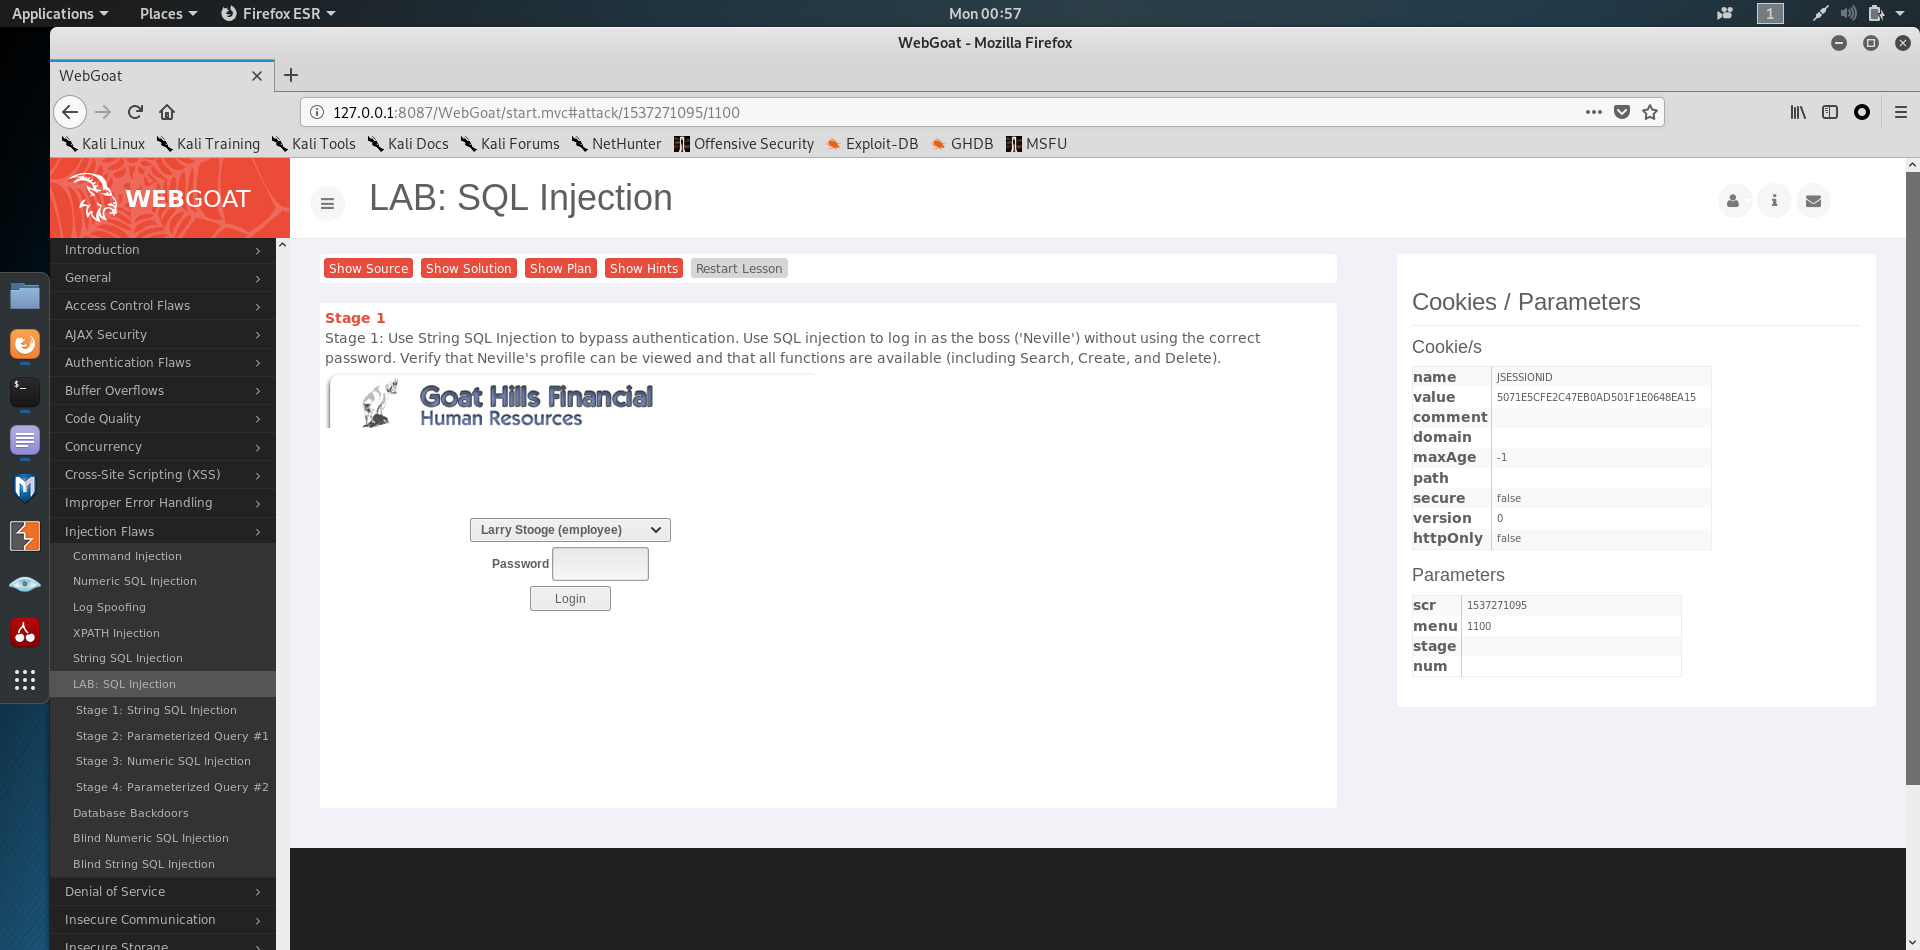 Applications Places Firefox ESR Mon 00:57 1
WebGoat - Mozilla Firefox
WebGoat
127.0.0.1:8087/WebGoat/start.mvc#attack/1537271095/1100
Kali Linux Kali Training Kali Tools Kali Docs Kali Forums NetHunter Offensive Security Exploit-DB GHDB MSFU
WEBGOAT
LAB: SQL Injection
Introduction
General
Access Control Flaws
AJAX Security
Authentication Flaws
Buffer Overflows
Code Quality
Concurrency
Cross-Site Scripting (XSS)
Improper Error Handling
Injection Flaws
Command Injection
Numeric SQL Injection
Log Spoofing
XPATH Injection
String SQL Injection
LAB: SQL Injection
Stage 1: String SQL Injection
Stage 2: Parameterized Query #1
Stage 3: Numeric SQL Injection
Stage 4: Parameterized Query #2
Database Backdoors
Blind Numeric SQL Injection
Blind String SQL Injection
Denial of Service
Insecure Communication
Insecure Storage
Show Source Show Solution Show Plan Show Hints Restart Lesson
Stage 1
Stage 1: Use String SQL Injection to bypass authentication. Use SQL injection to log in as the boss ('Neville') without using the correct
password. Verify that Neville's profile can be viewed and that all functions are available (including Search, Create, and Delete).
Goat Hills Financial
Human Resources
Larry Stooge (employee)
Password
Login
Cookies / Parameters
Cookie/s
name JSESSIONID
value 5071E5CFE2C47EB0AD501F1E0648EA15
comment
domain
maxAge -1
path
secure false
version 0
httpOnly false
Parameters
scr 1537271095
menu 1100
stage
num